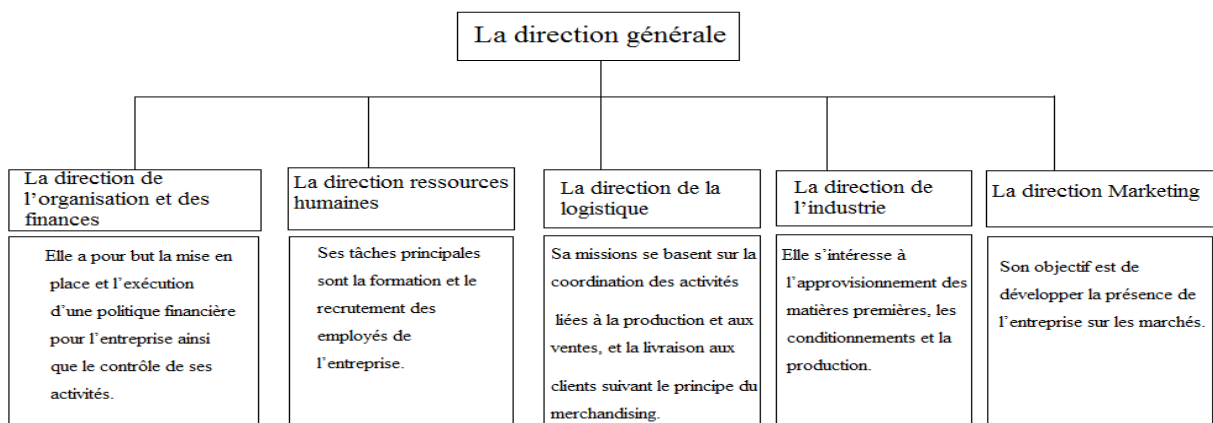 La direction générale
La direction de
l'organisation et des
finances
Elle a pour but la mise en
place et l'exécution
d'une politique financière
pour l'entreprise ainsi
que le contrôle de ses
activités.
La direction ressources
humaines
Ses tâches principales
sont la formation et le
recrutement des
employés de
l'entreprise.
La direction de la
logistique
Sa missions se basent sur la
coordination des activités
liées à la production et aux
ventes, et la livraison aux
clients suivant le principe du
merchandising.
La direction de
l'industrie
Elle s'intéresse à
l'approvisionnement des
matières premières, les
conditionnements et la
production.
La direction Marketing
Son objectif est de
développer la présence de
l'entreprise sur les marchés.